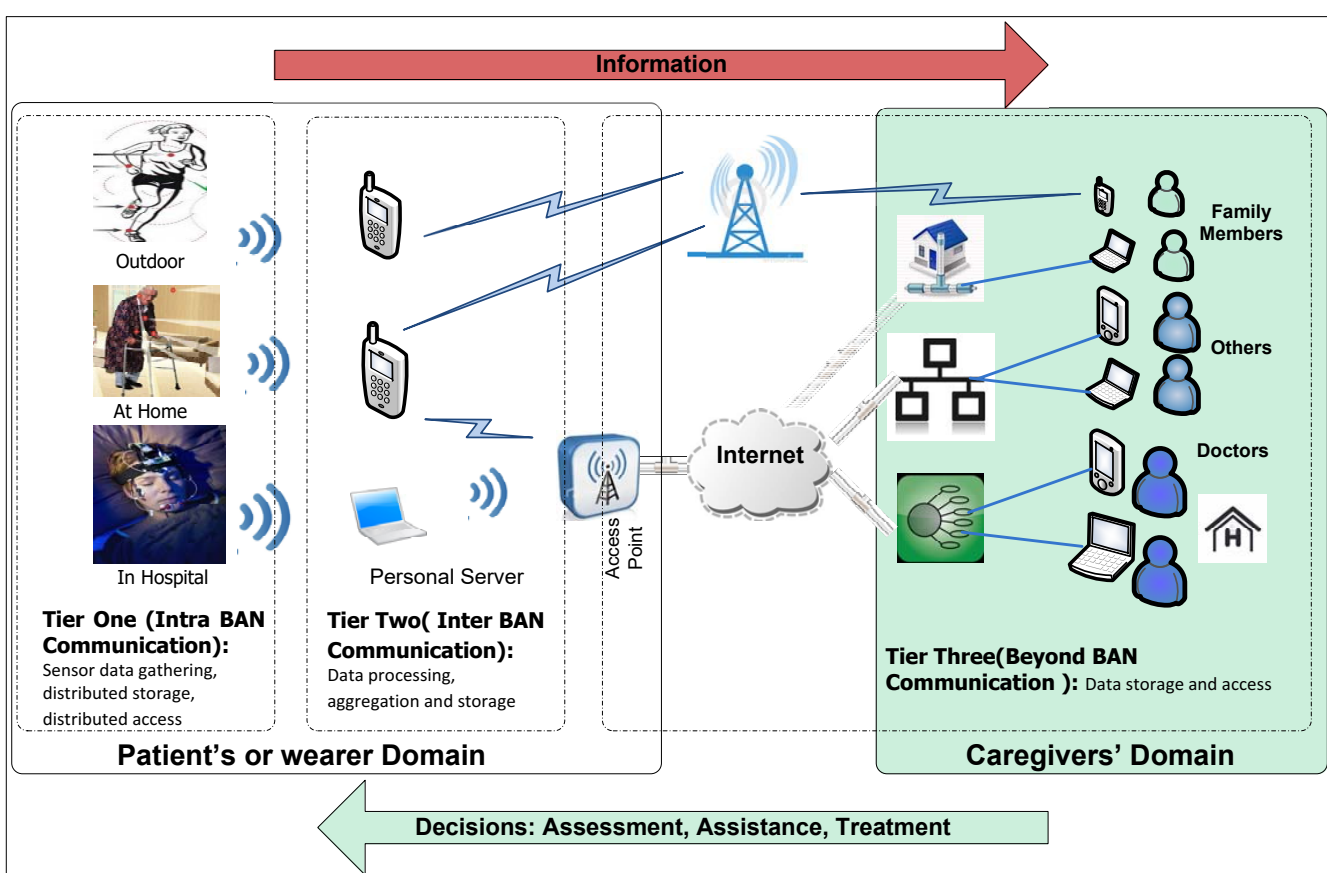 Information
Outdoor
At Home
In Hospital
Tier One (Intra BAN
Communication):
Sensor data gathering,
distributed storage,
distributed access
Personal Server
Tier Two( Inter BAN
Communication):
Data processing,
aggregation and storage
Access
Point
Internet
Family
Members
Others
Doctors
H
Tier Three(Beyond BAN
Communication ): Data storage and access
Patient's or wearer Domain
Caregivers' Domain
Decisions: Assessment, Assistance, Treatment